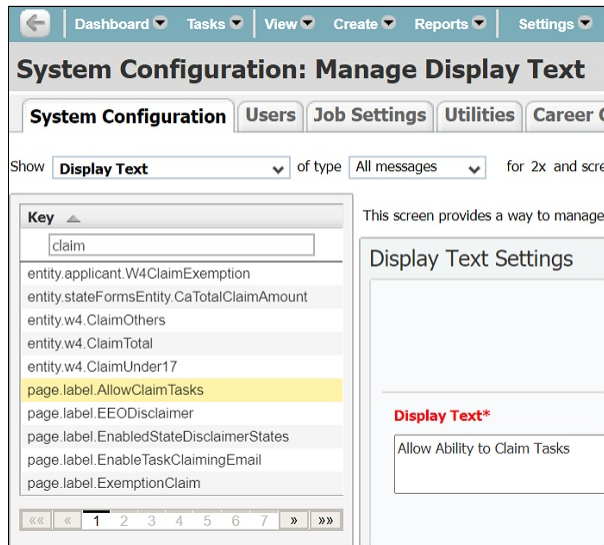 Dashboard Tasks View Create Reports Settings
System Configuration: Manage Display Text
System Configuration Users Job Settings Utilities Career
Show Display Text of type All messages for 2x and scre
Key
claim
entity.applicant.W4ClaimExemption
entity.stateFormsEntity.CaTotalClaimAmount
entity.w4.ClaimOthers
entity.w4.ClaimTotal
entity.w4.ClaimUnder17
page.label.AllowClaimTasks
page.label.EEODisclaimer
page.label.EnabledStateDisclaimerStates
page.label.EnableTaskClaimingEmail
page.label.ExemptionClaim
«« « 1 2 3 4 5 6 7 » »»
This screen provides a way to manage
Display Text Settings
Display Text*
Allow Ability to Claim Tasks